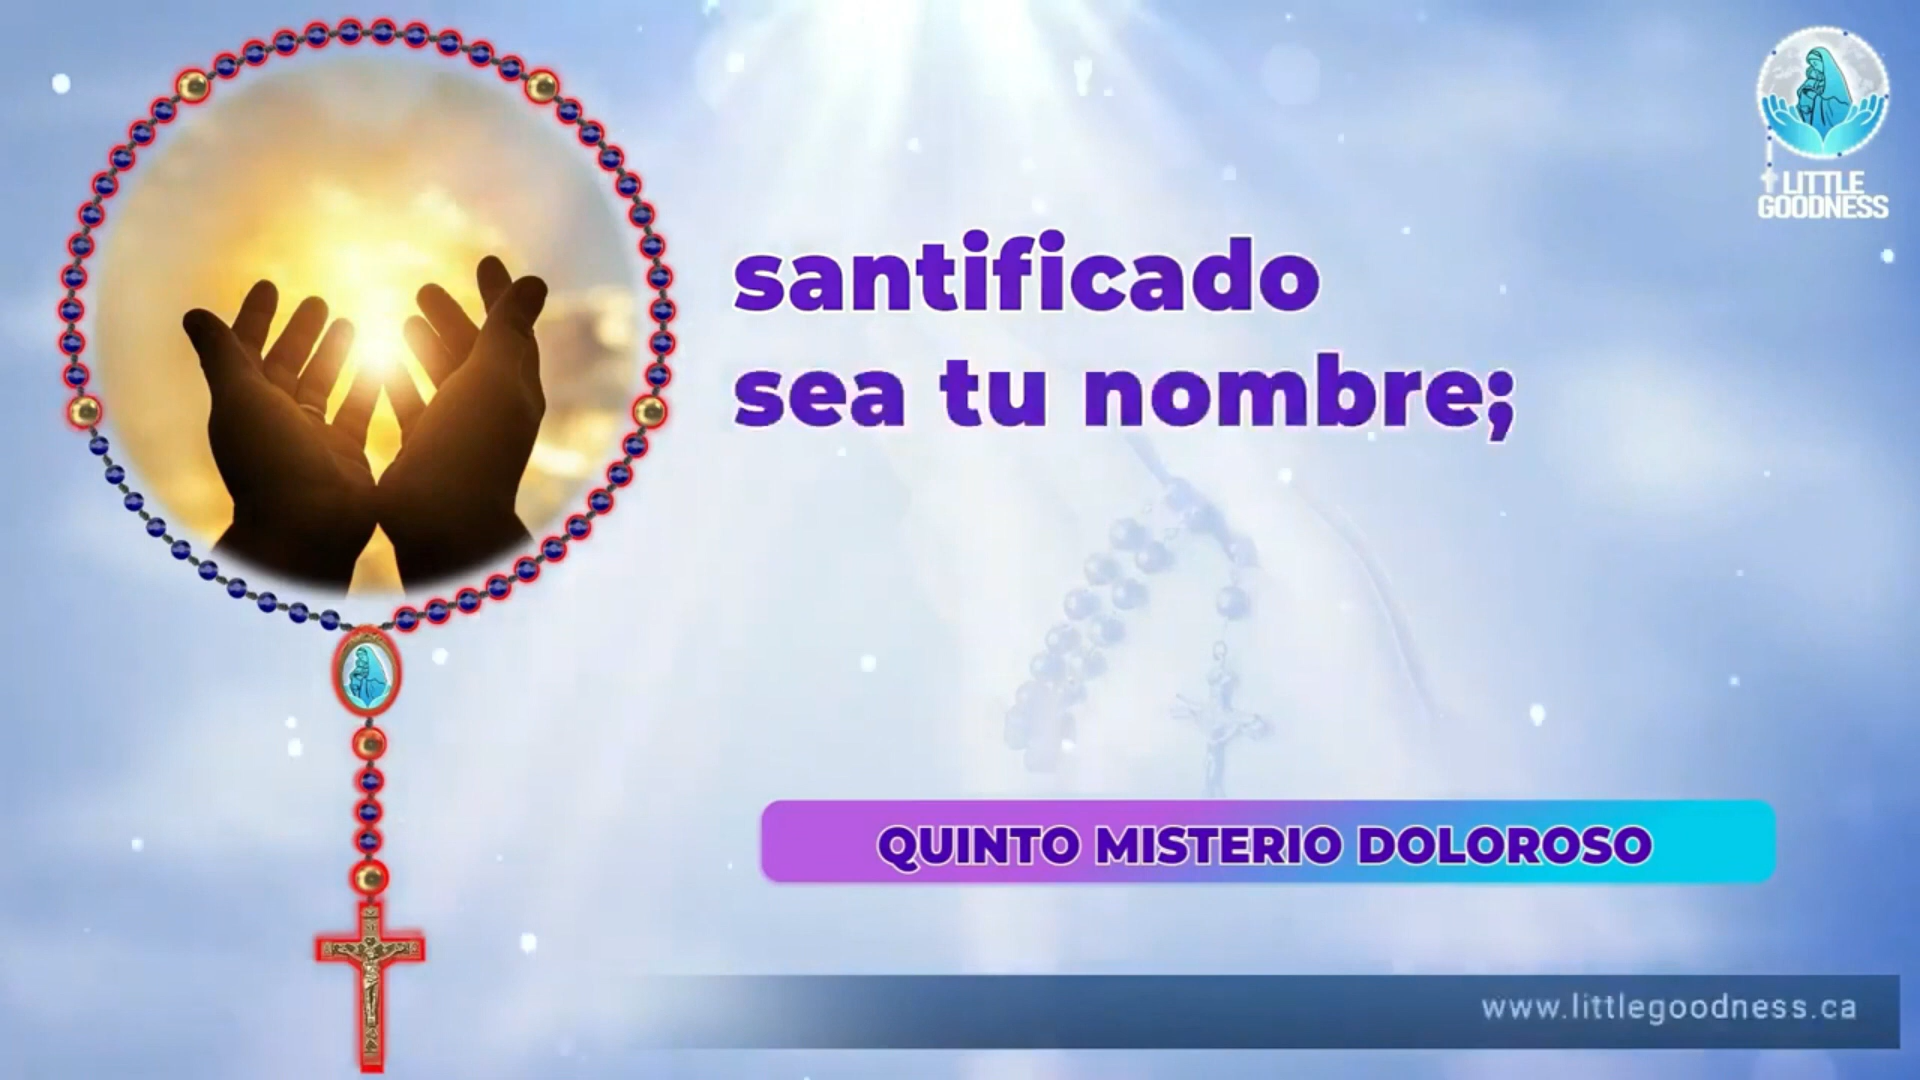 LITTLE
GOODNESS
santificado
sea tu nombre;
QUINTO MISTERIO DOLOROSO
www.littlegoodness.ca